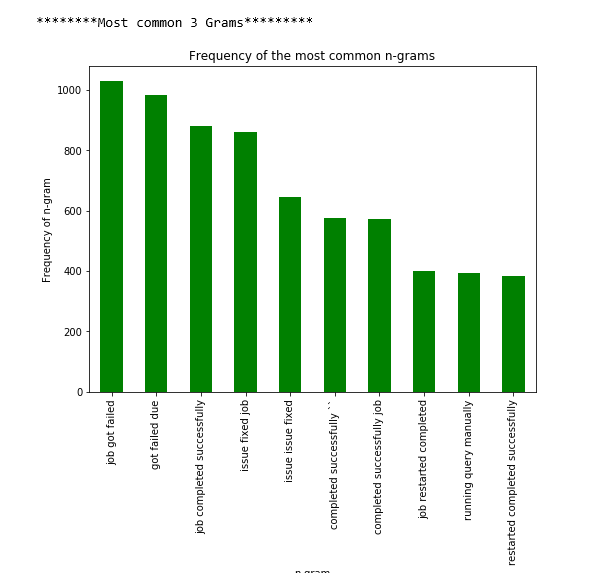 ********Most common 3 Grams*********
Frequency of the most common n-grams
Frequency of n-gram
1000
800
600
400
200
0
job got failed
got failed due
job completed successfully
issue fixed job
issue issue fixed
completed successfully ``
completed successfully job
job restarted completed
running query manually
restarted completed successfully
n-gram